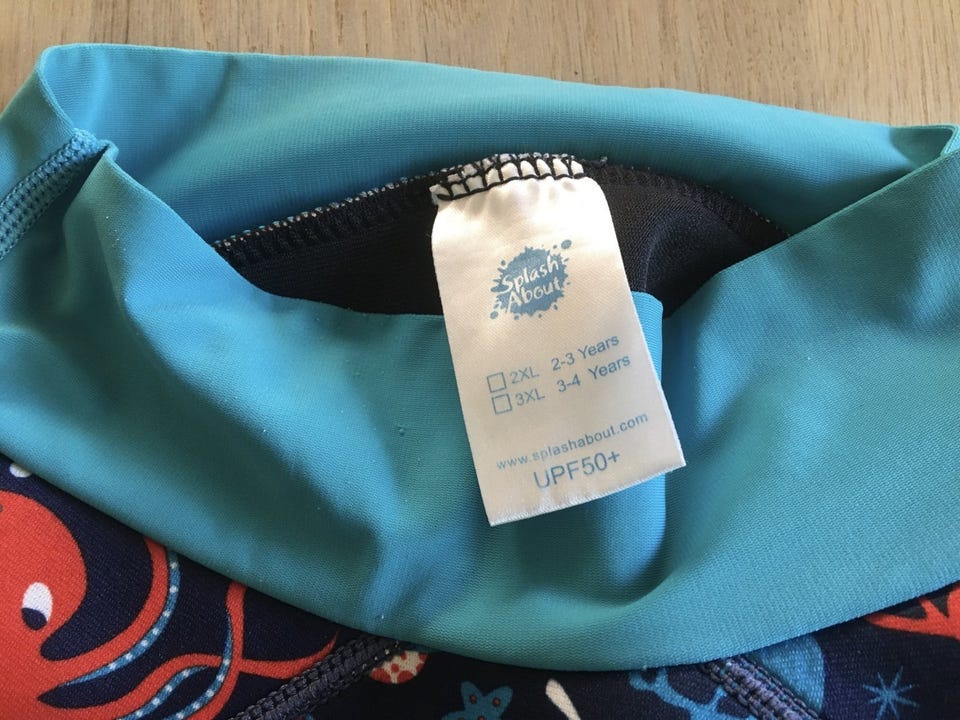 Splash
About
2XL 2-3 Years
3XL 3-4 Years
www.splashabout.com
UPF50+